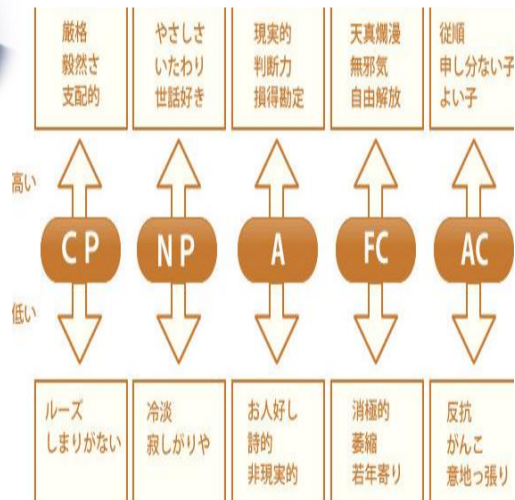 厳格
毅然さ
支配的
やさしさ
いたわり
世話好き
現実的
判断力
損得勘定
天真爛漫
無邪気
自由解放
従順
申し分ない子
よい子
高い
CP
NP
A
FC
AC
低い
ルーズ
しまりがない
冷淡
寂しがりや
お人好し
詩的
非現実的
消極的
萎縮
若年寄り
反抗
がんこ
意地っ張り